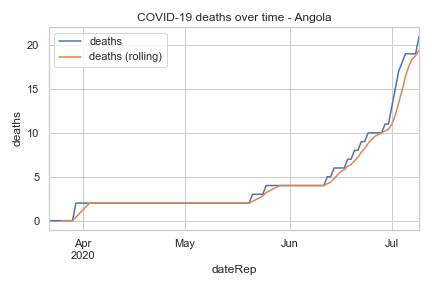 COVID-19 deaths over time - Angola
deaths
deaths (rolling)
20
15
10
5
0
deaths
Apr
2020
May
Jun
Jul
dateRep